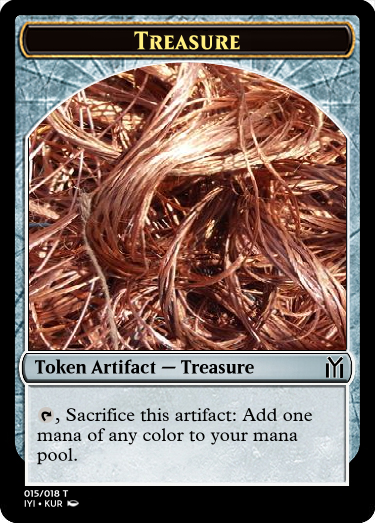 TREASURE
Token Artifact — Treasure
, Sacrifice this artifact: Add one
mana of any color to your mana
pool.
015/018 T
IYI • KUR